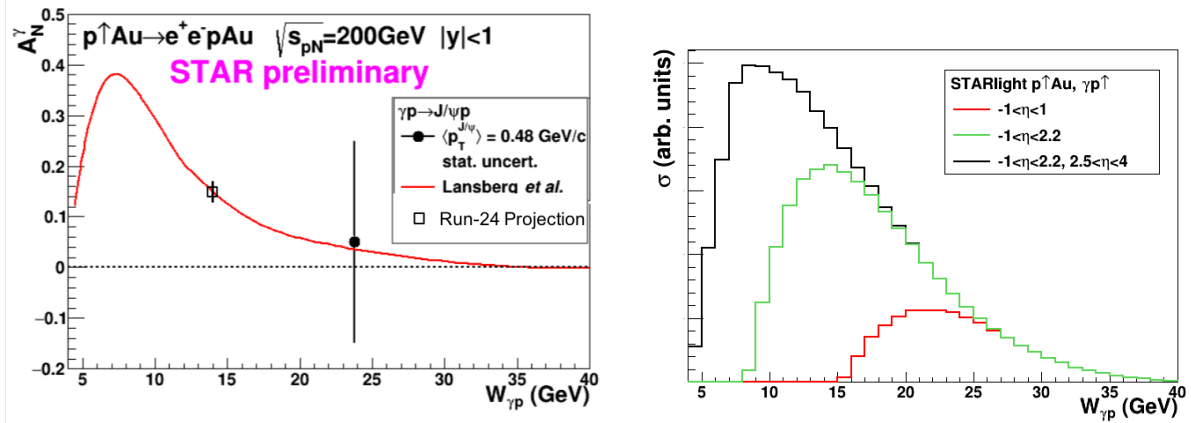 p↑Au→e⁺e⁻pAu √s_pN=200GeV |y|<1
STAR preliminary
A_N^γ
0.5
0.4
0.3
0.2
0.1
0
−0.1
−0.2
γp→J/ψp
⟨p_T^J/ψ⟩ = 0.48 GeV/c
stat. uncert.
Lansberg et al.
Run-24 Projection
5 10 15 20 25 30 35 40
W_γp (GeV)
σ (arb. units)
STARlight p↑Au, γp↑
-1<η<1
-1<η<2.2
-1<η<2.2, 2.5<η<4
5 10 15 20 25 30 35 40
W_γp (GeV)